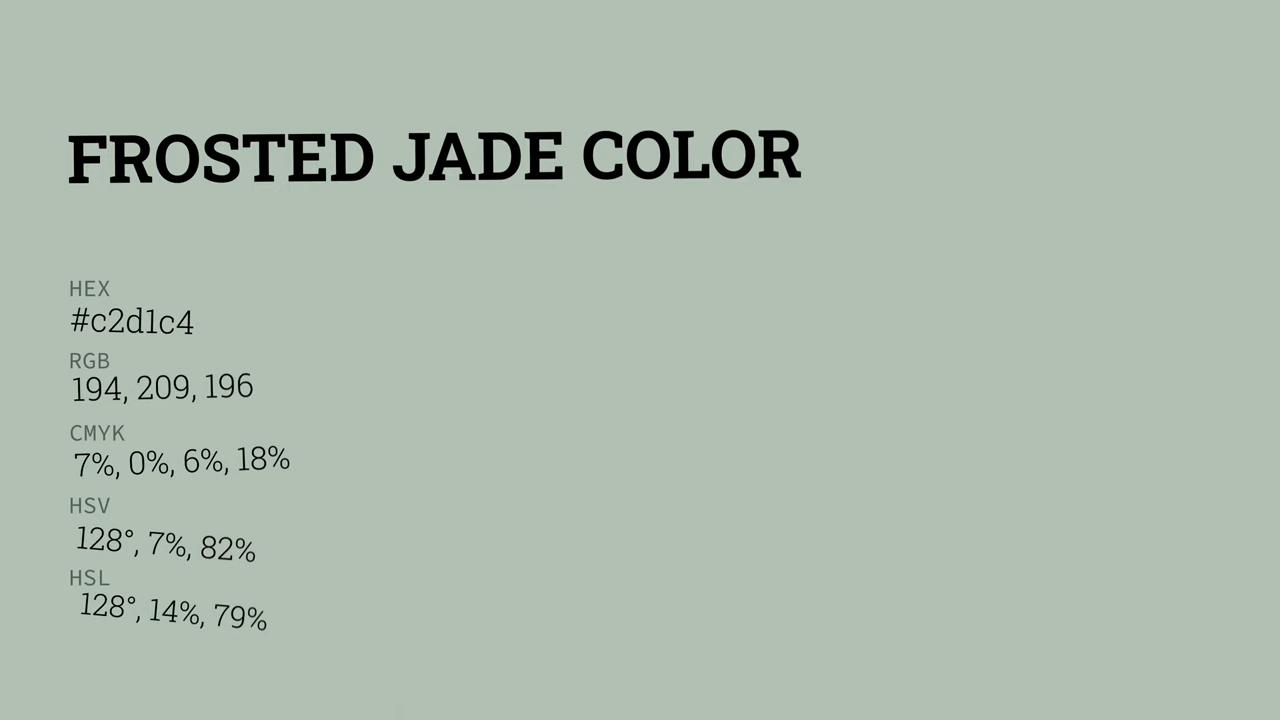 FROSTED JADE COLOR
HEX
#c2d1c4
RGB
194, 209, 196
CMYK
7%, 0%, 6%, 18%
HSV
128°, 7%, 82%
HSL
128°, 14%, 79%